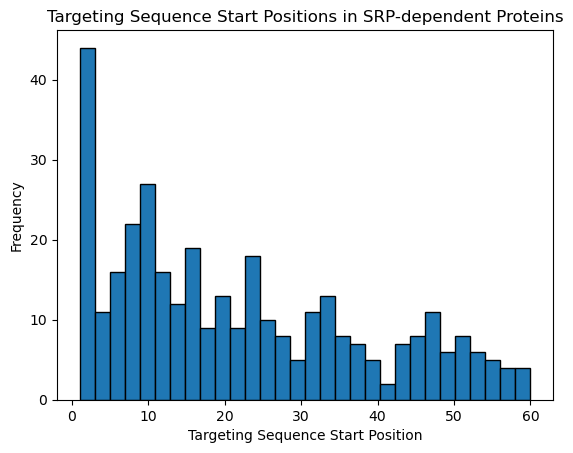 Targeting Sequence Start Positions in SRP-dependent Proteins
40
30
20
10
0
Frequency
0 10 20 30 40 50 60
Targeting Sequence Start Position